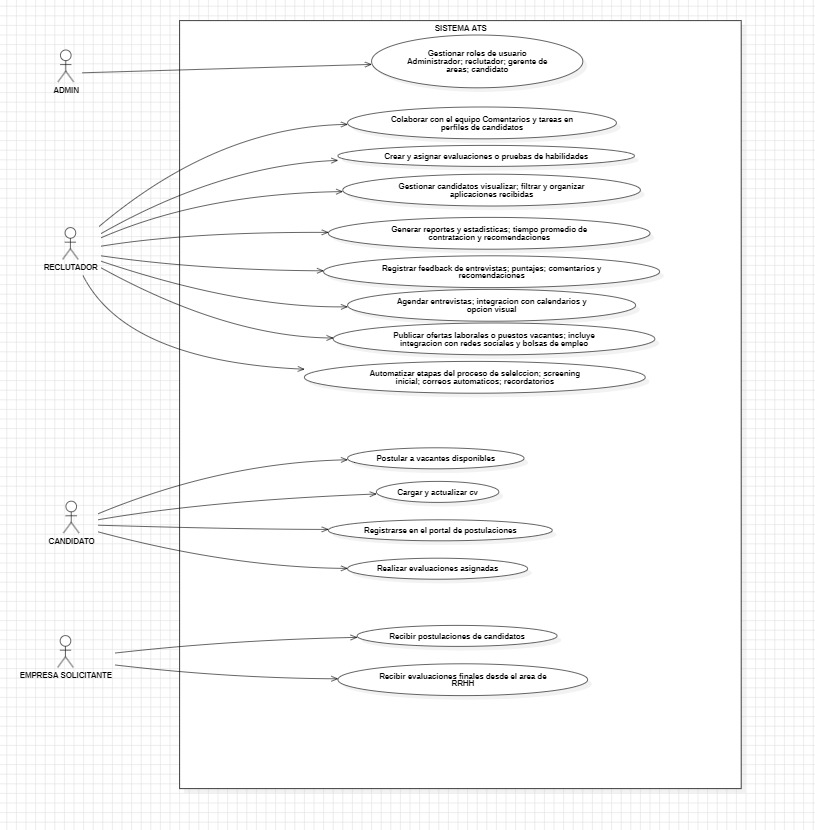 SISTEMA ATS
Gestionar roles de usuario
Administrador; reclutador; gerente de
areas; candidato
ADMIN
Colaborar con el equipo Comentarios y tareas en
perfiles de candidatos
Crear y asignar evaluaciones o pruebas de habilidades
Gestionar candidatos visualizar; filtrar y organizar
aplicaciones recibidas
Generar reportes y estadisticas; tiempo promedio de
contratacion y recomendaciones
RECLUTADOR
Registrar feedback de entrevistas; puntajes; comentarios y
recomendaciones
Agendar entrevistas; integracion con calendarios y
opcion visual
Publicar ofertas laborales o puestos vacantes; incluye
integracion con redes sociales y bolsas de empleo
Automatizar etapas del proceso de selelccion; screening
inicial; correos automaticos; recordatorios
Postular a vacantes disponibles
Cargar y actualizar cv
Registrarse en el portal de postulaciones
CANDIDATO
Realizar evaluaciones asignadas
Recibir postulaciones de candidatos
EMPRESA SOLICITANTE
Recibir evaluaciones finales desde el area de
RRHH